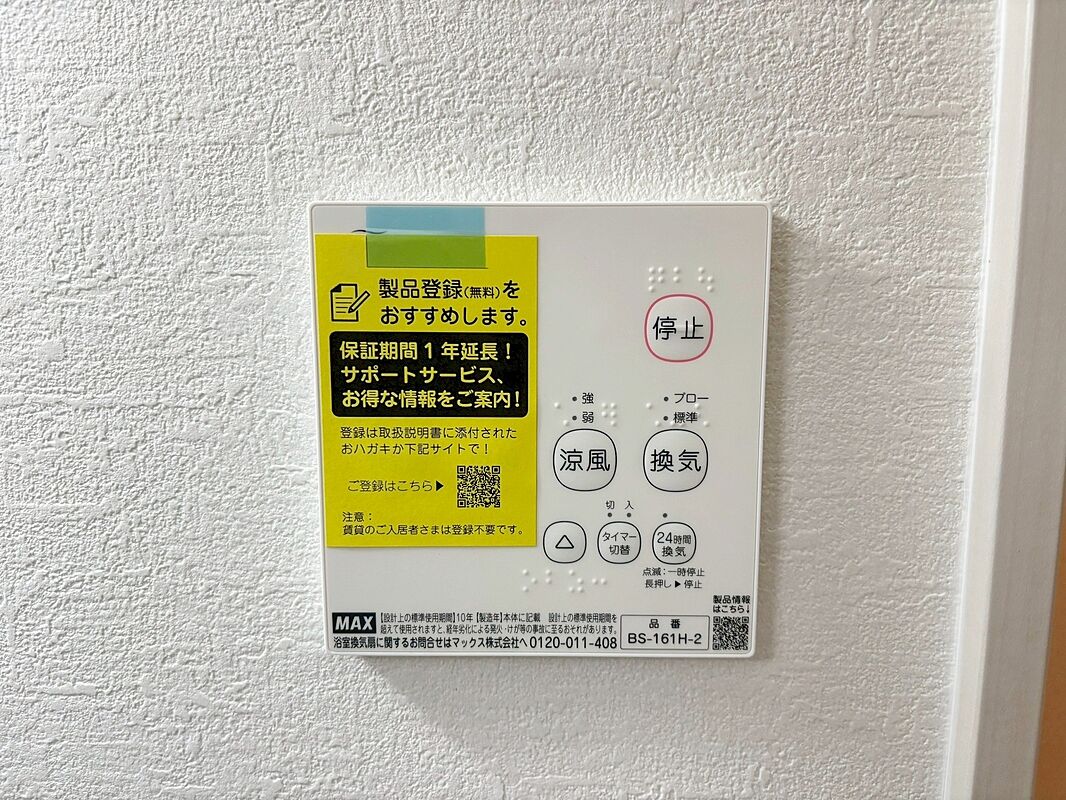 製品登録(無料)を
おすすめします。
保証期間1年延長!
サポートサービス、
お得な情報をご案内!
登録は取扱説明書に添付された
おハガキか下記サイトで!
ご登録はこちら▶
注意:
賃貸のご入居者さまは登録不要です。
停止
強
弱
ブロー
標準
涼風
換気
切 入
△
タイマー
切替
24時間
換気
点滅:一時停止
長押し▶停止
製品情報
はこちら↓
MAX
【設計上の標準使用期間】10年【製造年】本体に記載 設計上の標準使用期間を
超えて使用されますと、経年劣化による発火・けが等の事故に至るおそれがあります。
浴室換気扇に関するお問合せはマックス株式会社へ 0120-011-408
品番
BS-161H-2